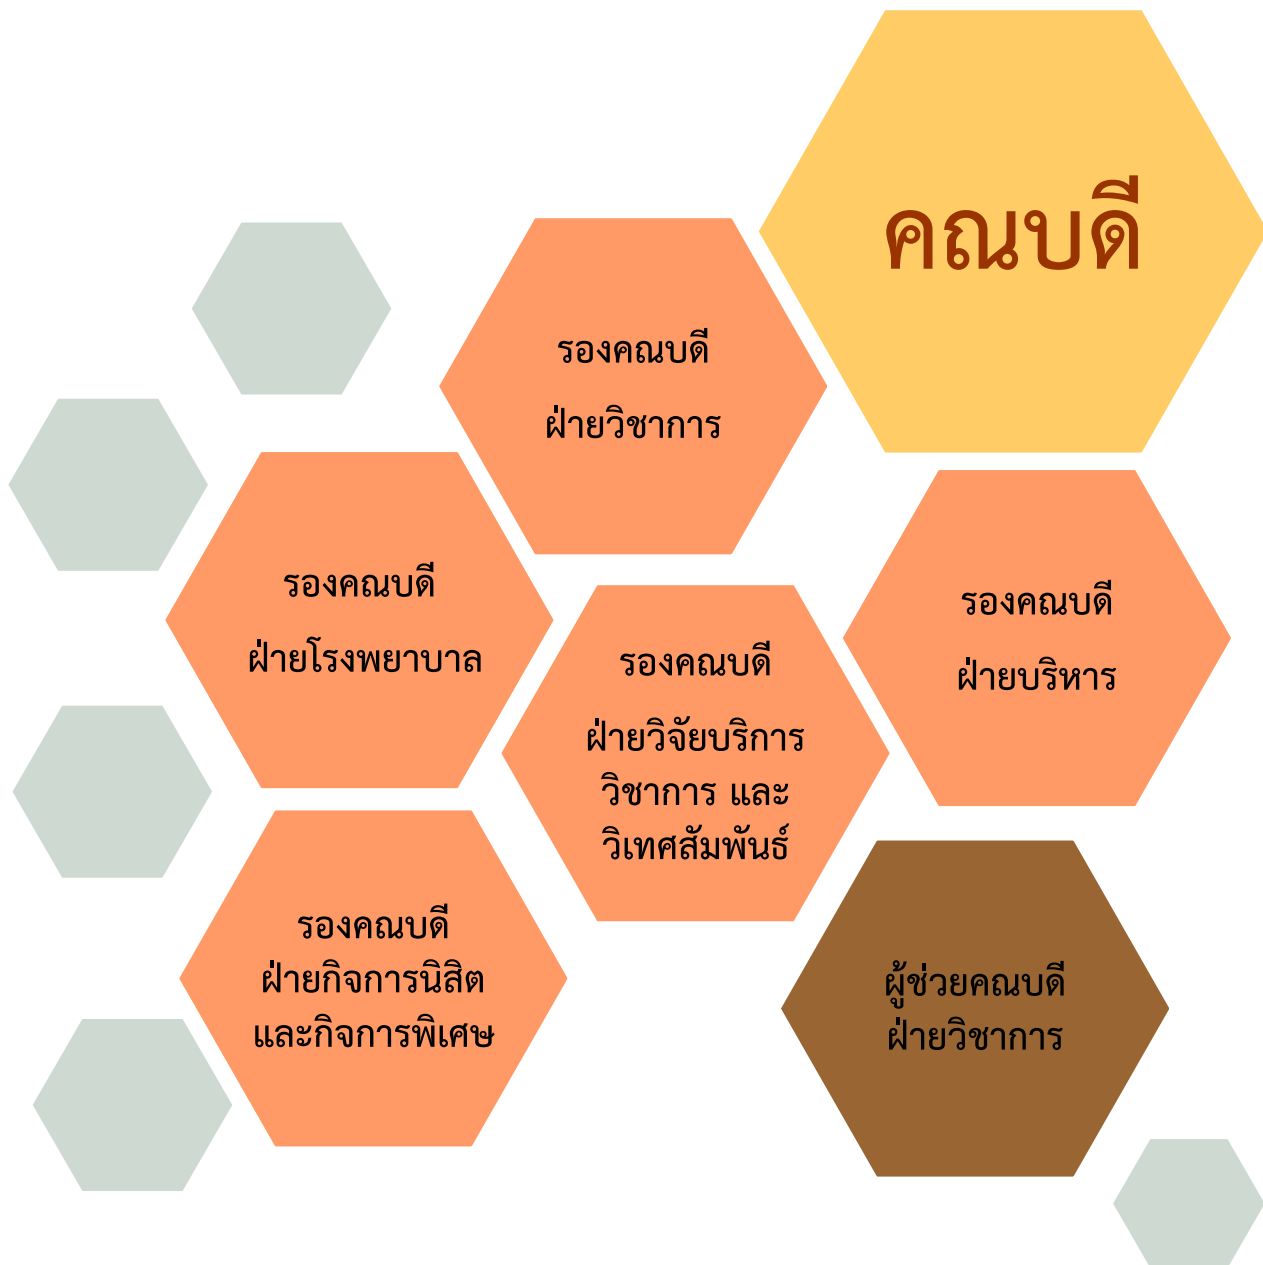 คณบดี
รองคณบดี
ฝ่ายวิชาการ
รองคณบดี
ฝ่ายโรงพยาบาล
รองคณบดี
ฝ่ายวิจัยบริการ
วิชาการ และ
วิเทศสัมพันธ์
รองคณบดี
ฝ่ายบริหาร
รองคณบดี
ฝ่ายกิจการนิสิต
และกิจการพิเศษ
ผู้ช่วยคณบดี
ฝ่ายวิชาการ